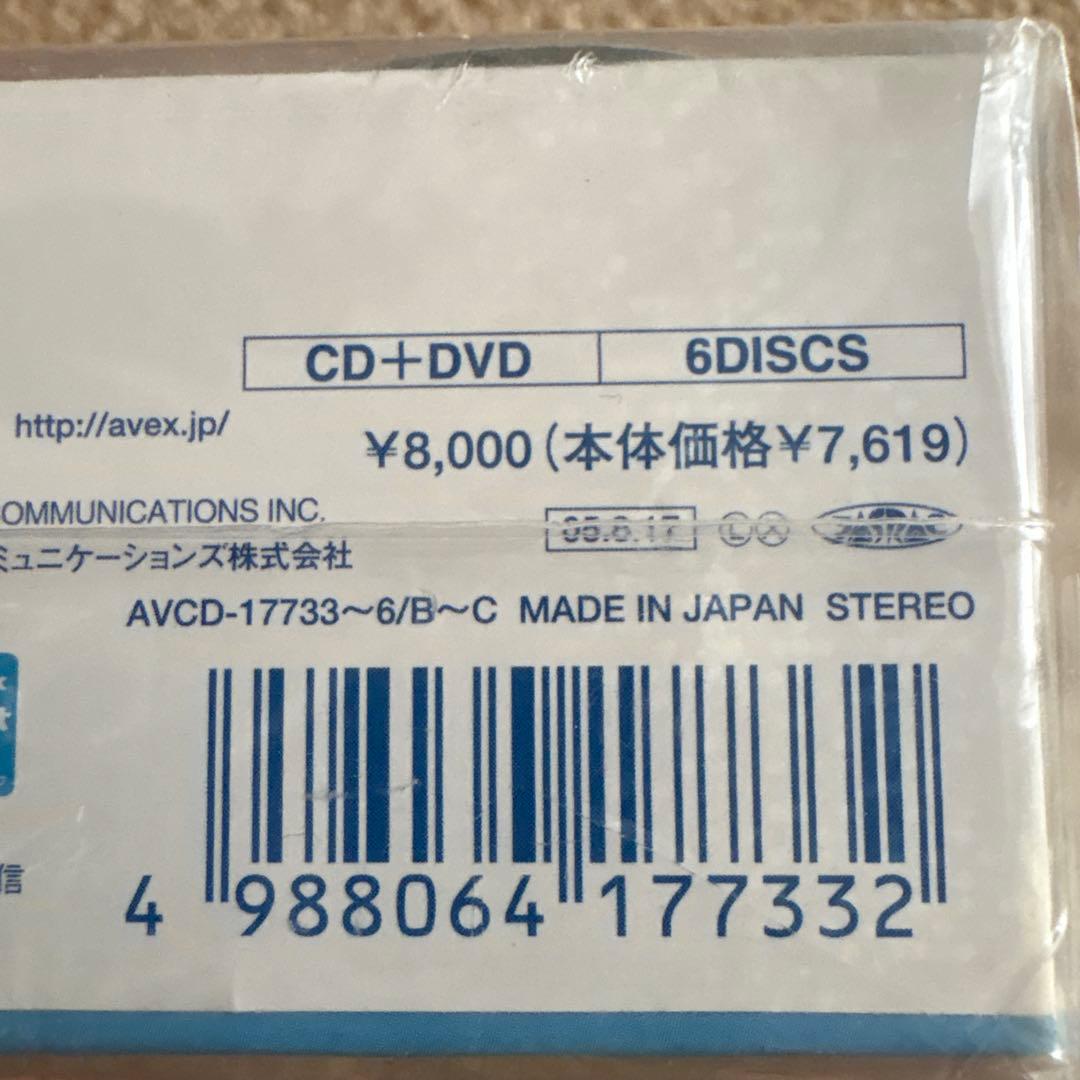 CD+DVD 6DISCS
http://avex.jp/
¥8,000(本体価格¥7,619)
OMMUNICATIONS INC.
ミュニケーションズ株式会社
Ⓛ Ⓧ JASRAC
AVCD-17733〜6/B〜C MADE IN JAPAN STEREO
信
4 988064 177332